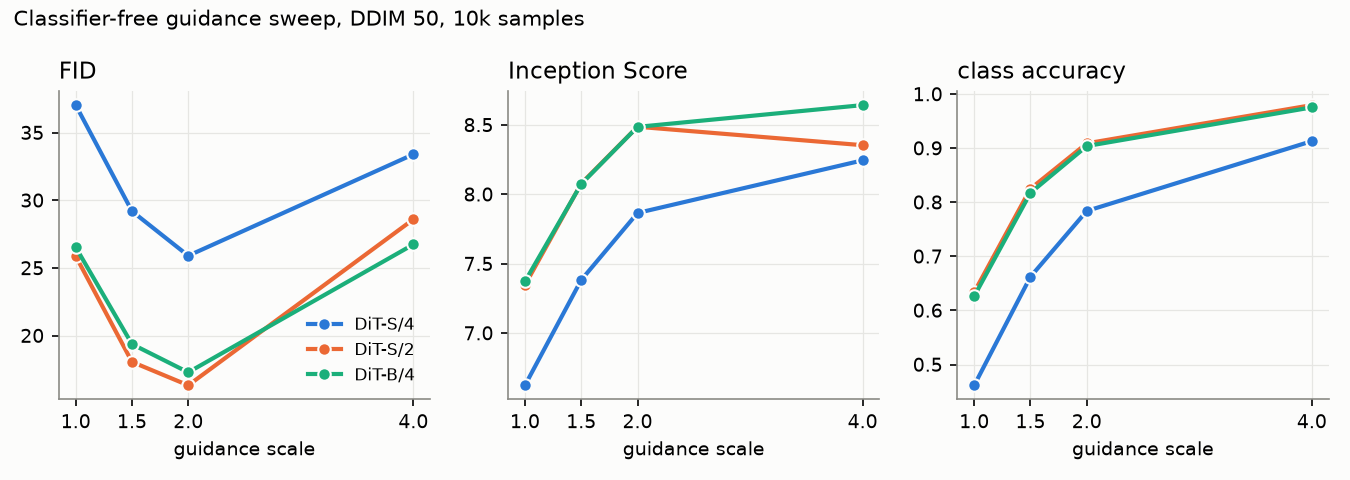 Classifier-free guidance sweep, DDIM 50, 10k samples
FID
35
30
25
20
1.0 1.5 2.0 4.0
guidance scale
DiT-S/4
DiT-S/2
DiT-B/4
Inception Score
8.5
8.0
7.5
7.0
1.0 1.5 2.0 4.0
guidance scale
class accuracy
1.0
0.9
0.8
0.7
0.6
0.5
1.0 1.5 2.0 4.0
guidance scale